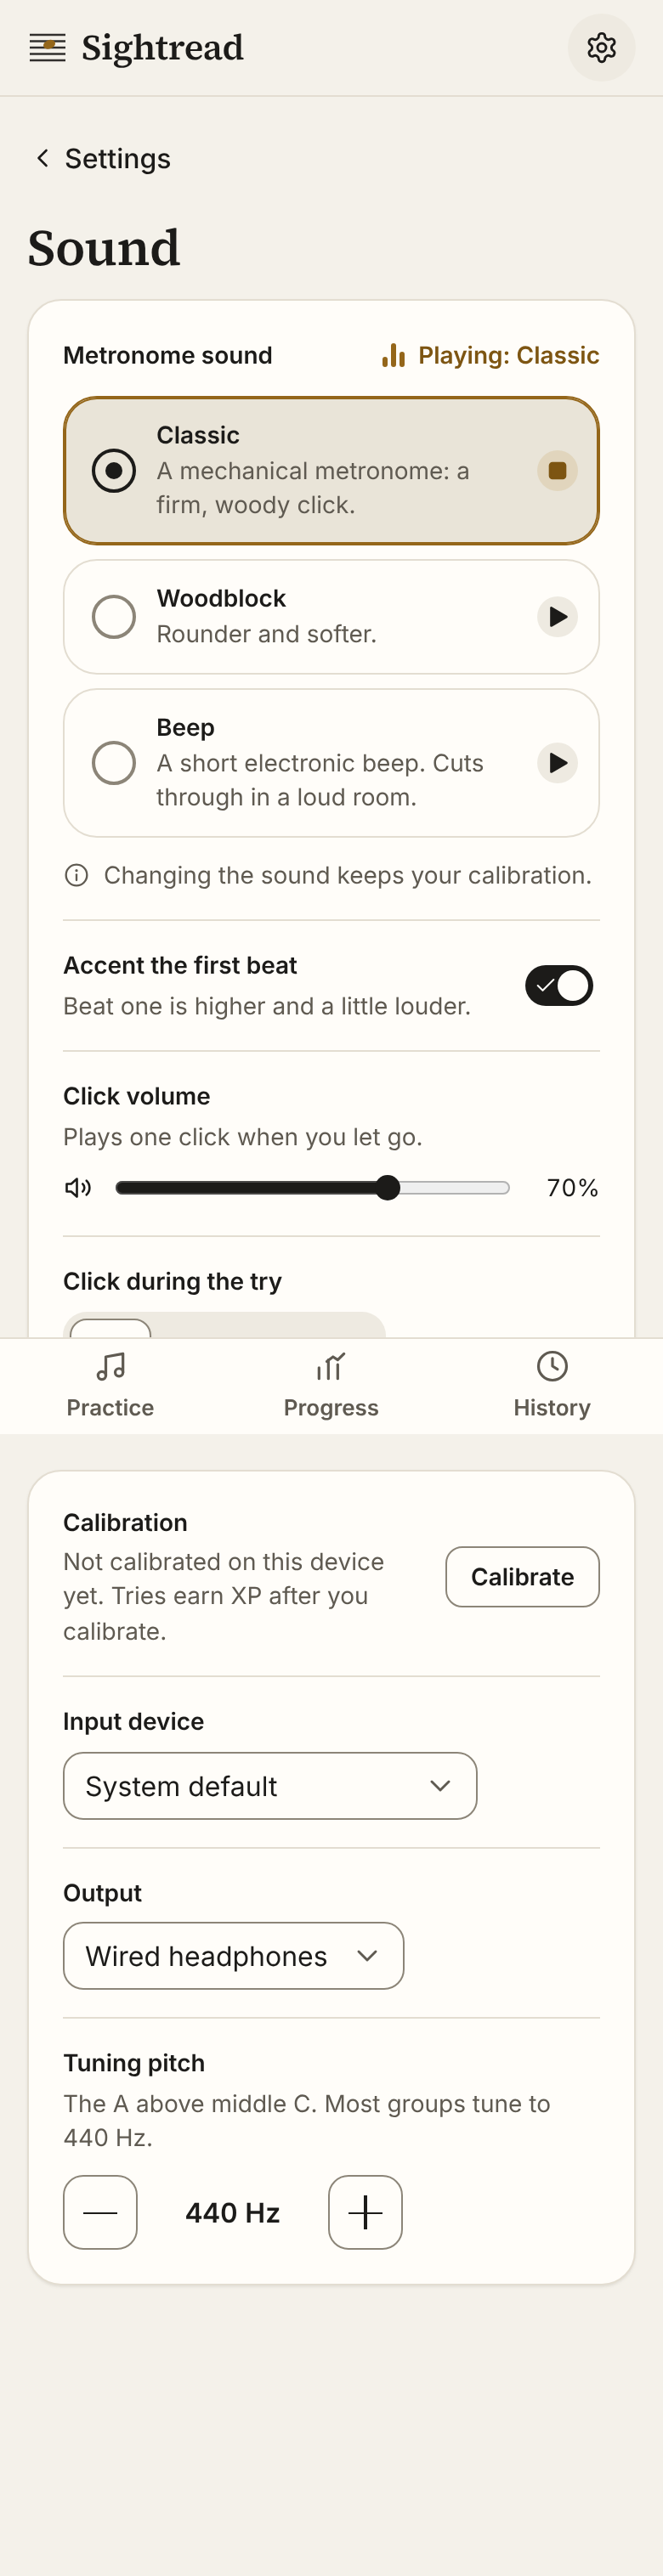 Sightread
Settings
Sound
Metronome sound
Playing: Classic
Classic
A mechanical metronome: a
firm, woody click.
Woodblock
Rounder and softer.
Beep
A short electronic beep. Cuts
through in a loud room.
Changing the sound keeps your calibration.
Accent the first beat
Beat one is higher and a little louder.
Click volume
Plays one click when you let go.
70%
Click during the try
Practice
Progress
History
Calibration
Not calibrated on this device
yet. Tries earn XP after you
calibrate.
Calibrate
Input device
System default
Output
Wired headphones
Tuning pitch
The A above middle C. Most groups tune to
440 Hz.
440 Hz